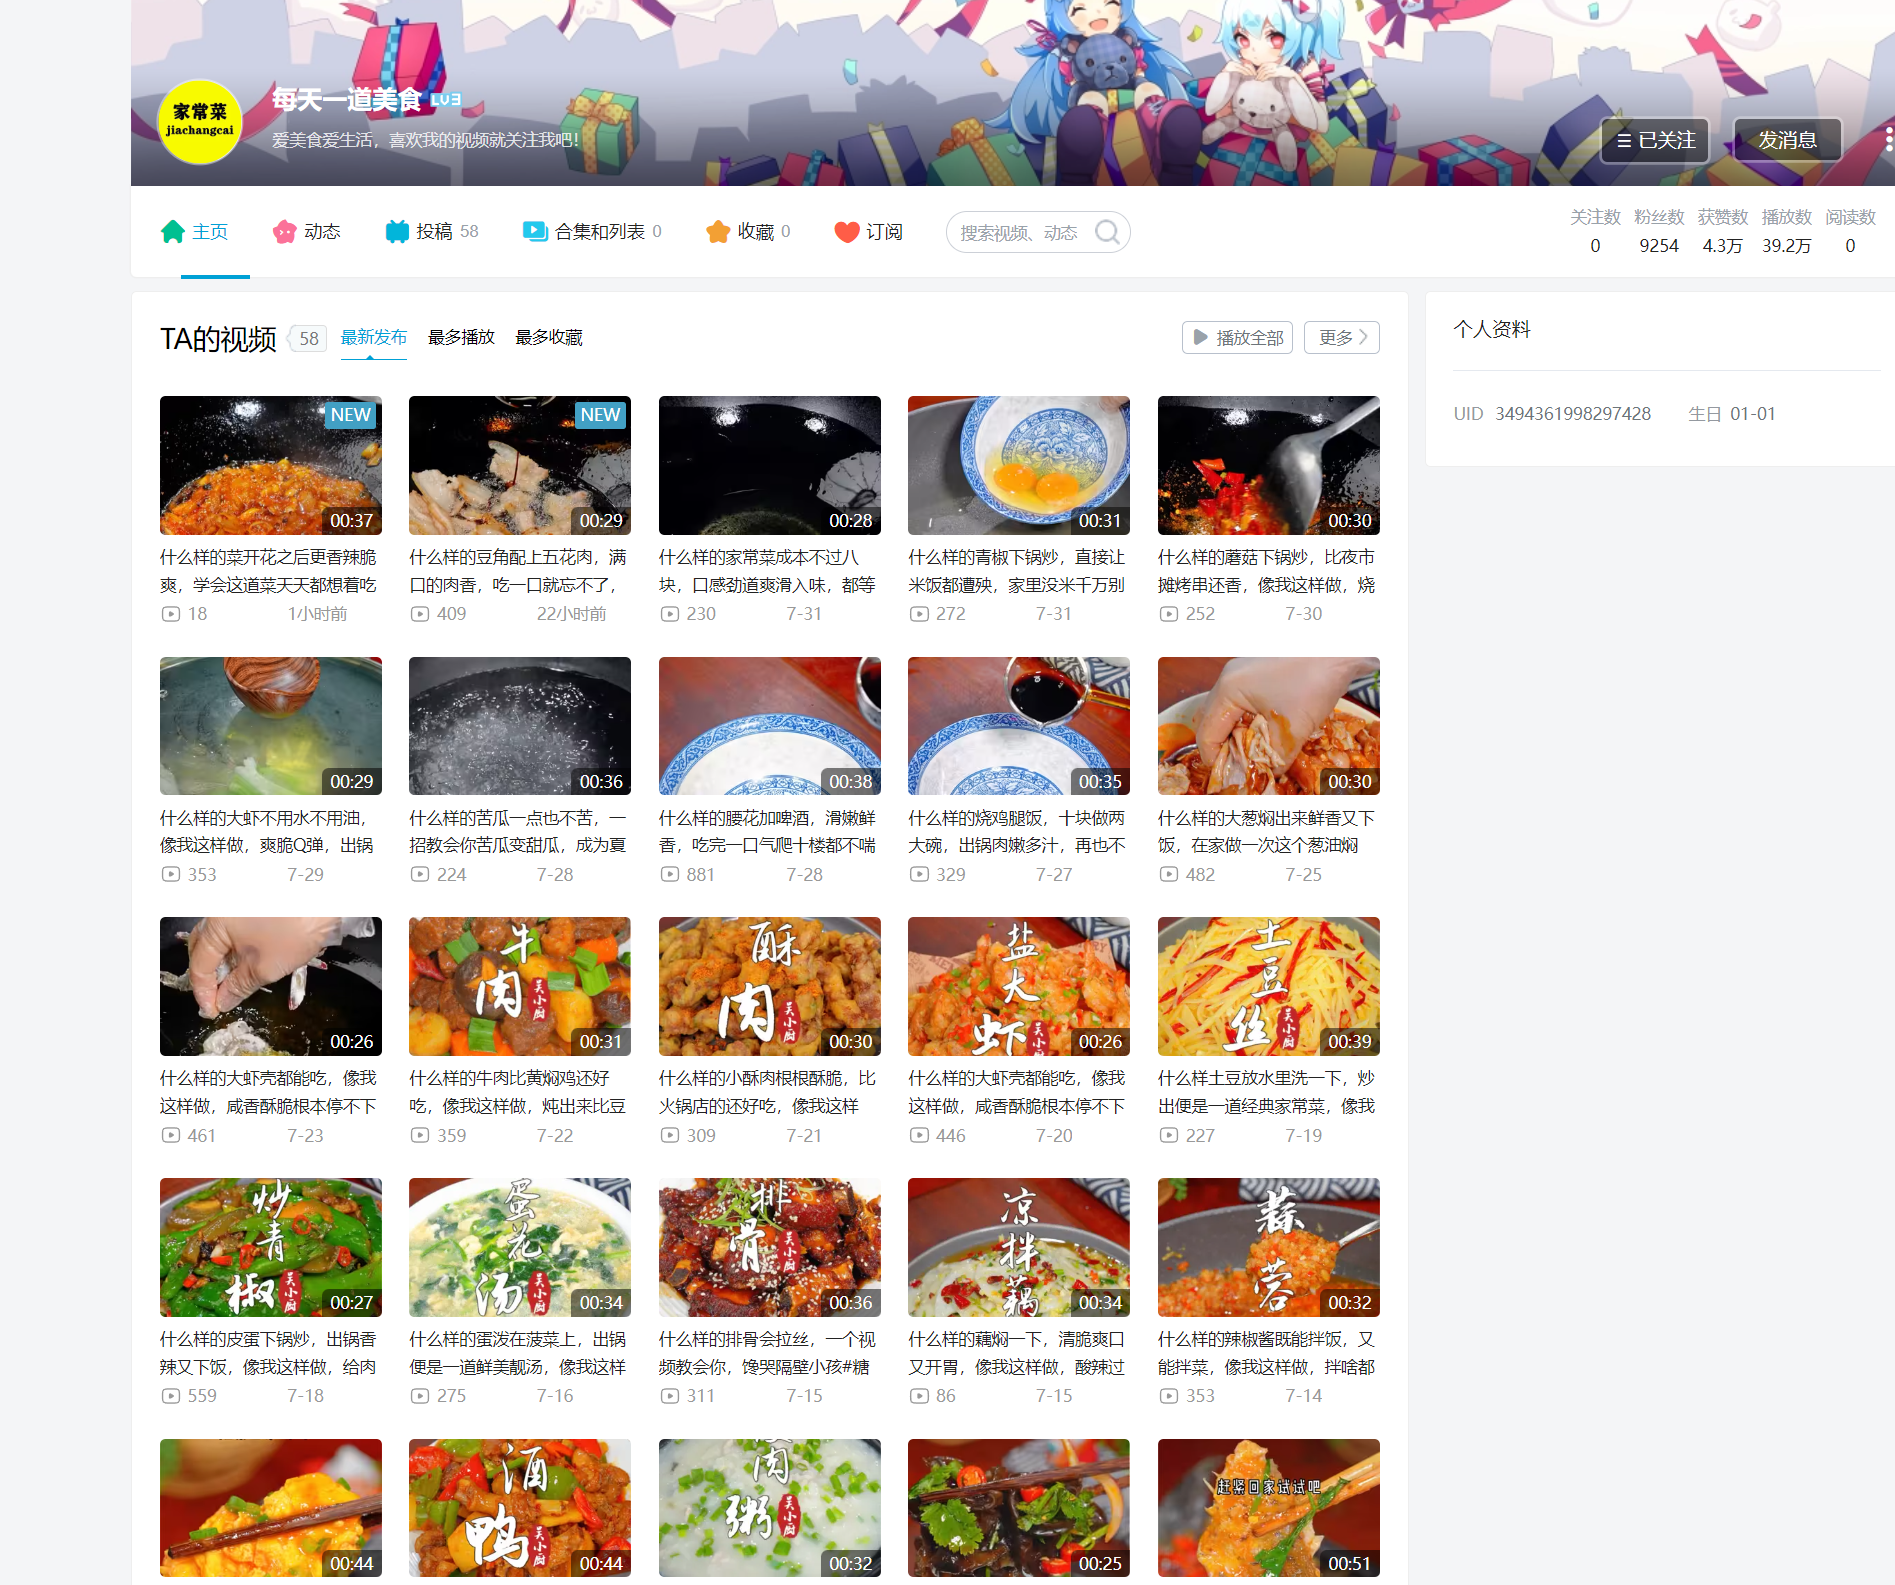 家常菜
jiachangcai
每天一道美食 LV3
爱美食爱生活，喜欢我的视频就关注我吧！
已关注
发消息
主页
动态
投稿 58
合集和列表 0
收藏 0
订阅
搜索视频、动态
关注数 粉丝数 获赞数 播放数 阅读数
0 9254 4.3万 39.2万 0
TA的视频 58 最新发布 最多播放 最多收藏
播放全部
更多
个人资料
UID 3494361998297428 生日 01-01
NEW
00:37
什么样的菜开花之后更香辣脆
爽，学会这道菜天天都想着吃
18 1小时前
NEW
00:29
什么样的豆角配上五花肉，满
口的肉香，吃一口就忘不了，
409 22小时前
00:28
什么样的家常菜成本不过八
块，口感劲道爽滑入味，都等
230 7-31
00:31
什么样的青椒下锅炒，直接让
米饭都遭殃，家里没米千万别
272 7-31
00:30
什么样的蘑菇下锅炒，比夜市
摊烤串还香，像我这样做，烧
252 7-30
00:29
什么样的大虾不用水不用油，
像我这样做，爽脆Q弹，出锅
353 7-29
00:36
什么样的苦瓜一点也不苦，一
招教会你苦瓜变甜瓜，成为夏
224 7-28
00:38
什么样的腰花加啤酒，滑嫩鲜
香，吃完一口气爬十楼都不喘
881 7-28
00:35
什么样的烧鸡腿饭，十块做两
大碗，出锅肉嫩多汁，再也不
329 7-27
00:30
什么样的大葱焖出来鲜香又下
饭，在家做一次这个葱油焖
482 7-25
00:26
什么样的大虾壳都能吃，像我
这样做，咸香酥脆根本停不下
461 7-23
牛肉
吴小厨
00:31
什么样的牛肉比黄焖鸡还好
吃，像我这样做，炖出来比豆
359 7-22
酥肉
吴小厨
00:30
什么样的小酥肉根根酥脆，比
火锅店的还好吃，像我这样
309 7-21
盐大虾
吴小厨
00:26
什么样的大虾壳都能吃，像我
这样做，咸香酥脆根本停不下
446 7-20
土豆丝
吴小厨
00:39
什么样土豆放水里洗一下，炒
出便是一道经典家常菜，像我
227 7-19
炒青椒
吴小厨
00:27
什么样的皮蛋下锅炒，出锅香
辣又下饭，像我这样做，给肉
559 7-18
蛋花汤
吴小厨
00:34
什么样的蛋泼在菠菜上，出锅
便是一道鲜美靓汤，像我这样
275 7-16
排骨
吴小厨
00:36
什么样的排骨会拉丝，一个视
频教会你，馋哭隔壁小孩#糖
311 7-15
凉拌藕
00:34
什么样的藕焖一下，清脆爽口
又开胃，像我这样做，酸辣过
86 7-15
蒜蓉
00:32
什么样的辣椒酱既能拌饭，又
能拌菜，像我这样做，拌啥都
353 7-14
00:44
酒鸭
吴小厨
00:44
肉粥
吴小厨
00:32
00:25
赶紧回家试试吧
00:51